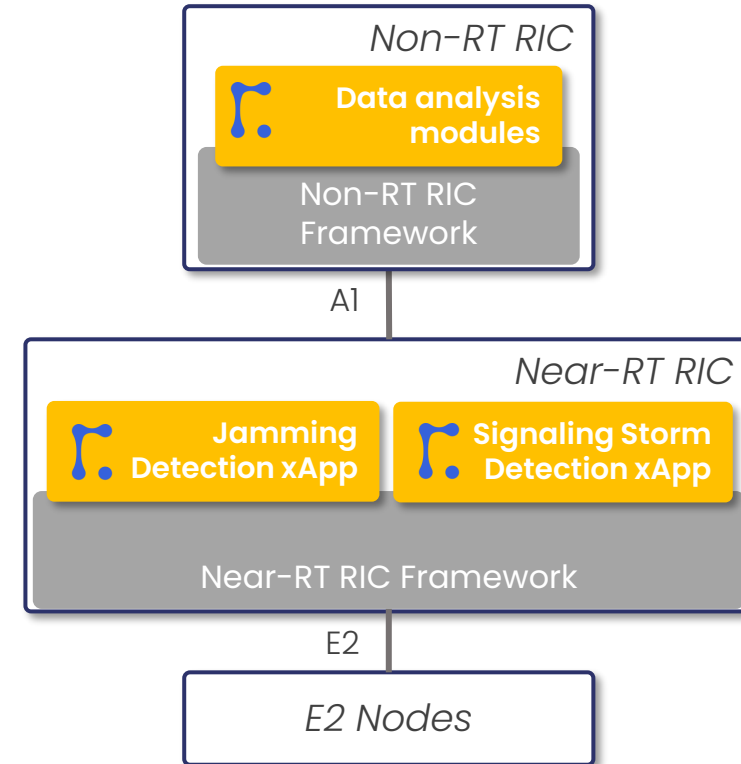 Non-RT RIC
Data analysis
modules
Non-RT RIC
Framework
A1
Near-RT RIC
Jamming
Detection xApp
Signaling Storm
Detection xApp
Near-RT RIC Framework
E2
E2 Nodes